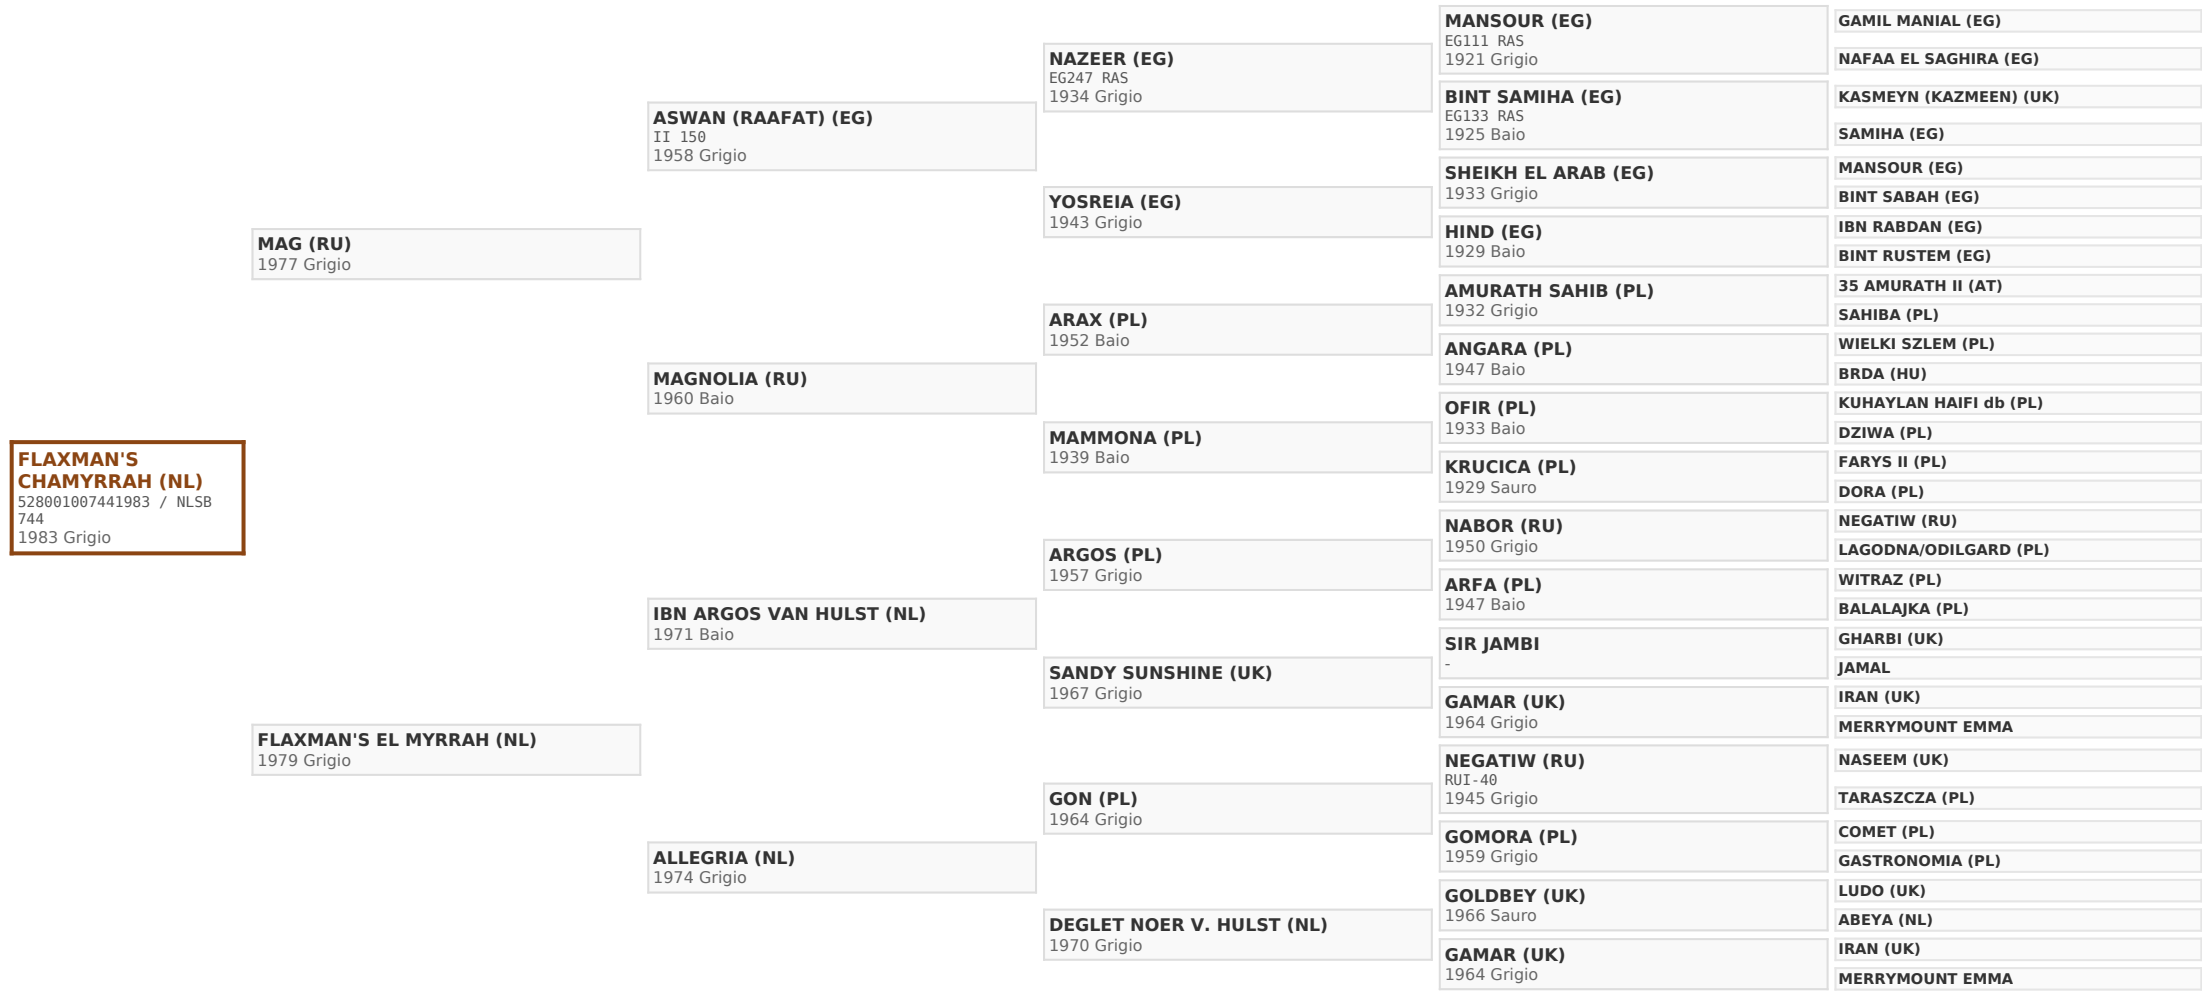 FLAXMAN'S
CHAMYRRAH (NL)
528001007441983 / NLSB
744
1983 Grigio
MAG (RU)
1977 Grigio
FLAXMAN'S EL MYRRAH (NL)
1979 Grigio
ASWAN (RAAFAT) (EG)
II 150
1958 Grigio
MAGNOLIA (RU)
1960 Baio
IBN ARGOS VAN HULST (NL)
1971 Baio
ALLEGRIA (NL)
1974 Grigio
NAZEER (EG)
EG247 RAS
1934 Grigio
YOSREIA (EG)
1943 Grigio
ARAX (PL)
1952 Baio
MAMMONA (PL)
1939 Baio
ARGOS (PL)
1957 Grigio
SANDY SUNSHINE (UK)
1967 Grigio
GON (PL)
1964 Grigio
DEGLET NOER V. HULST (NL)
1970 Grigio
MANSOUR (EG)
EG111 RAS
1921 Grigio
BINT SAMIHA (EG)
EG133 RAS
1925 Baio
SHEIKH EL ARAB (EG)
1933 Grigio
HIND (EG)
1929 Baio
AMURATH SAHIB (PL)
1932 Grigio
ANGARA (PL)
1947 Baio
OFIR (PL)
1933 Baio
KRUCICA (PL)
1929 Sauro
NABOR (RU)
1950 Grigio
ARFA (PL)
1947 Baio
SIR JAMBI
-
GAMAR (UK)
1964 Grigio
NEGATIW (RU)
RUI-40
1945 Grigio
GOMORA (PL)
1959 Grigio
GOLDBEY (UK)
1966 Sauro
GAMAR (UK)
1964 Grigio
GAMIL MANIAL (EG)
NAFAA EL SAGHIRA (EG)
KASMEYN (KAZMEEN) (UK)
SAMIHA (EG)
MANSOUR (EG)
BINT SABAH (EG)
IBN RABDAN (EG)
BINT RUSTEM (EG)
35 AMURATH II (AT)
SAHIBA (PL)
WIELKI SZLEM (PL)
BRDA (HU)
KUHAYLAN HAIFI db (PL)
DZIWA (PL)
FARYS II (PL)
DORA (PL)
NEGATIW (RU)
LAGODNA/ODILGARD (PL)
WITRAZ (PL)
BALALAJKA (PL)
GHARBI (UK)
JAMAL
IRAN (UK)
MERRYMOUNT EMMA
NASEEM (UK)
TARASZCZA (PL)
COMET (PL)
GASTRONOMIA (PL)
LUDO (UK)
ABEYA (NL)
IRAN (UK)
MERRYMOUNT EMMA